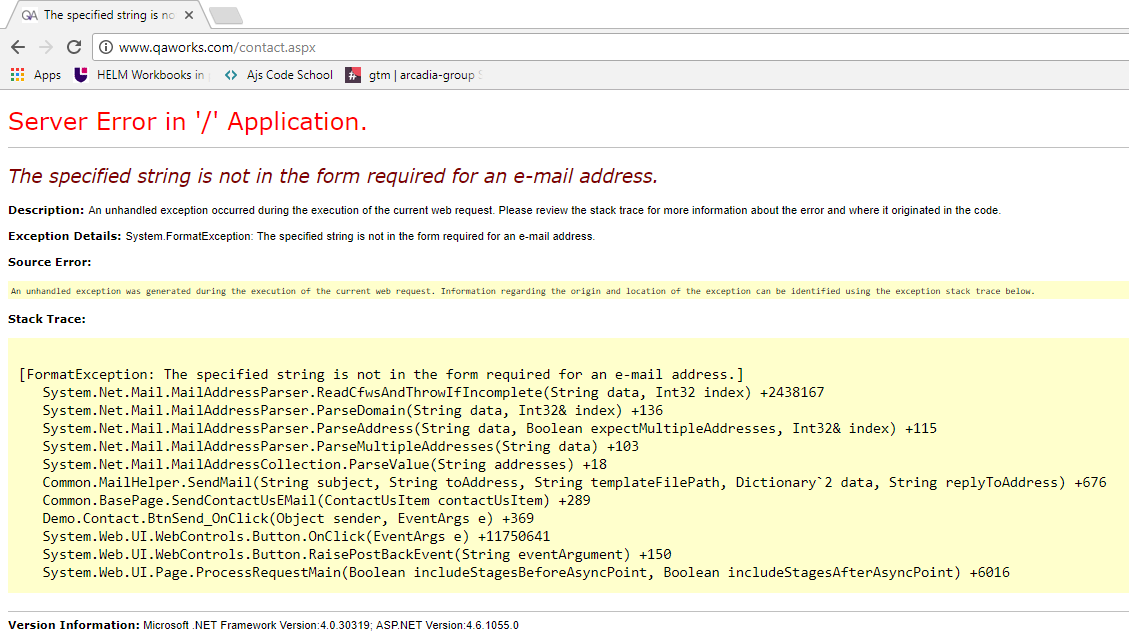 QA The specified string is no
www.qaworks.com/contact.aspx
Apps HELM Workbooks in Ajs Code School # gtm | arcadia-group S
Server Error in '/' Application.
The specified string is not in the form required for an e-mail address.
Description: An unhandled exception occurred during the execution of the current web request. Please review the stack trace for more information about the error and where it originated in the code.
Exception Details: System.FormatException: The specified string is not in the form required for an e-mail address.
Source Error:
An unhandled exception was generated during the execution of the current web request. Information regarding the origin and location of the exception can be identified using the exception stack trace below.
Stack Trace:
[FormatException: The specified string is not in the form required for an e-mail address.]
System.Net.Mail.MailAddressParser.ReadCfwsAndThrowIfIncomplete(String data, Int32 index) +2438167
System.Net.Mail.MailAddressParser.ParseDomain(String data, Int32& index) +136
System.Net.Mail.MailAddressParser.ParseAddress(String data, Boolean expectMultipleAddresses, Int32& index) +115
System.Net.Mail.MailAddressParser.ParseMultipleAddresses(String data) +103
System.Net.Mail.MailAddressCollection.ParseValue(String addresses) +18
Common.MailHelper.SendMail(String subject, String toAddress, String templateFilePath, Dictionary`2 data, String replyToAddress) +676
Common.BasePage.SendContactUsEMail(ContactUsItem contactUsItem) +289
Demo.Contact.BtnSend_OnClick(Object sender, EventArgs e) +369
System.Web.UI.WebControls.Button.OnClick(EventArgs e) +11750641
System.Web.UI.WebControls.Button.RaisePostBackEvent(String eventArgument) +150
System.Web.UI.Page.ProcessRequestMain(Boolean includeStagesBeforeAsyncPoint, Boolean includeStagesAfterAsyncPoint) +6016
Version Information: Microsoft .NET Framework Version:4.0.30319; ASP.NET Version:4.6.1055.0